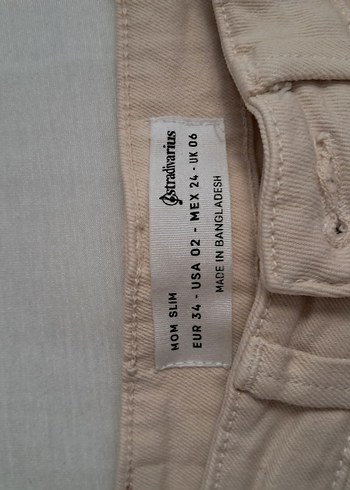 stradivarius
MOM SLIM
EUR 34 - USA 02 - MEX 24 - UK 06
MADE IN BANGLADESH